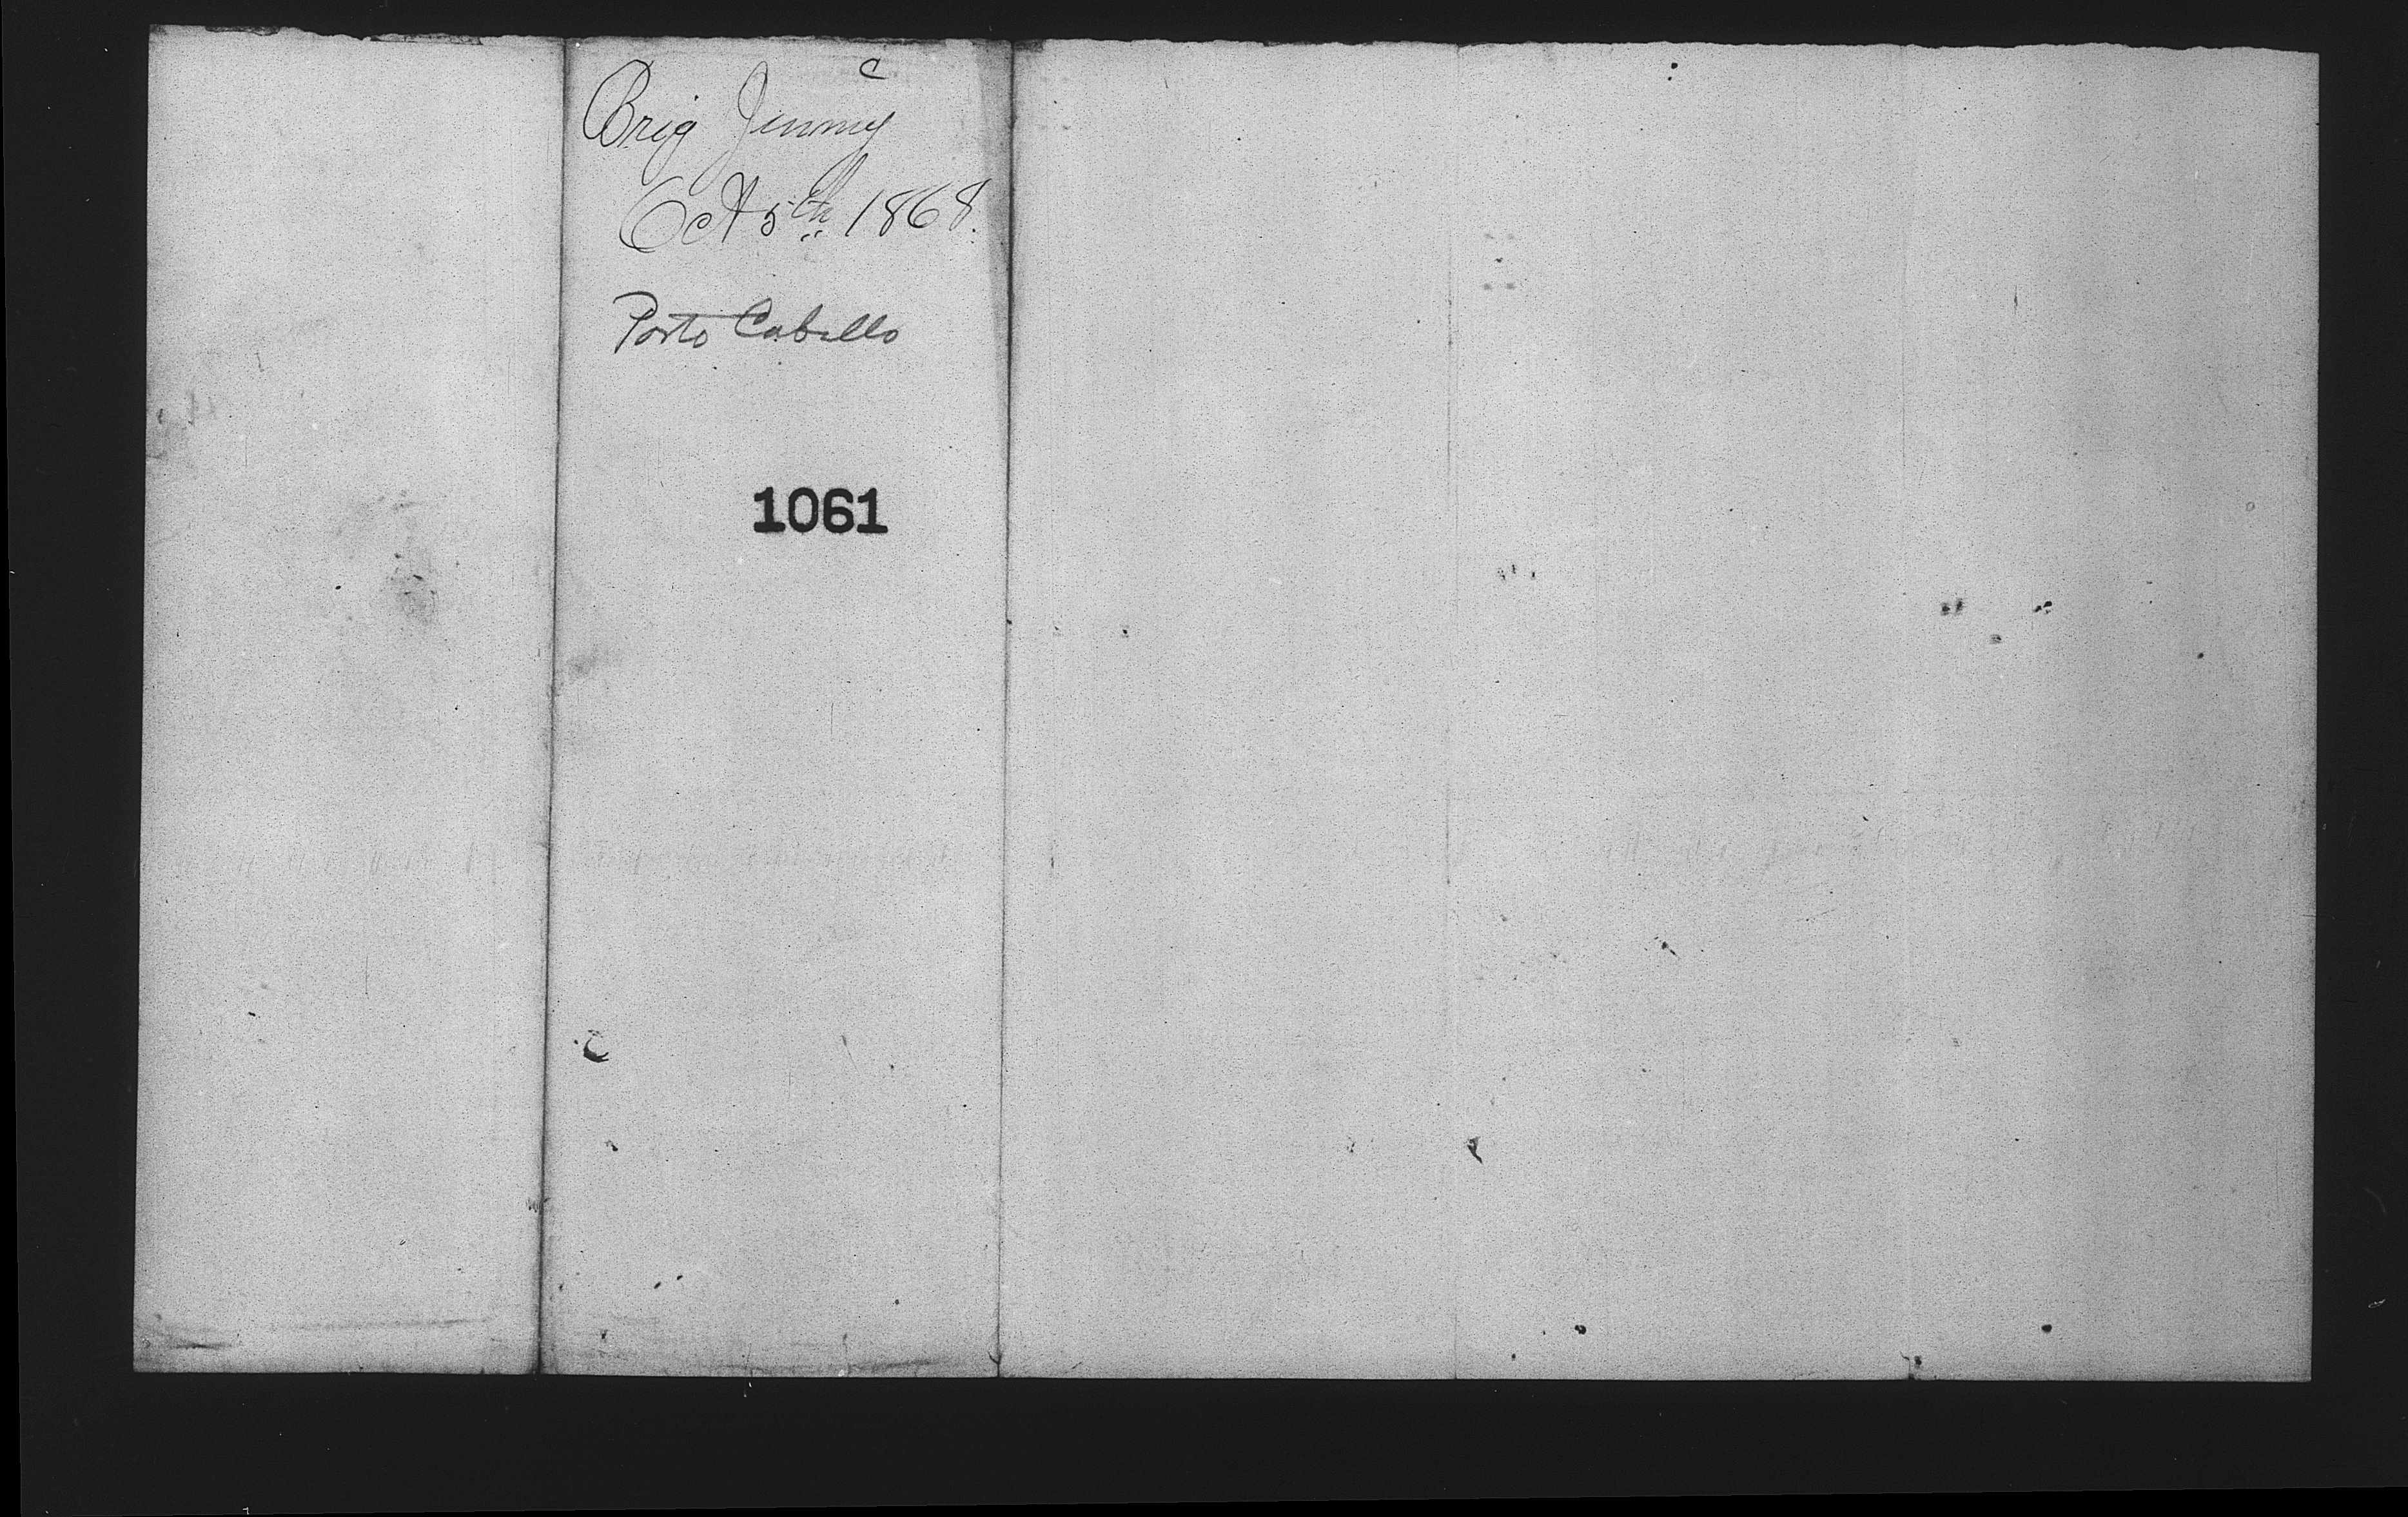 c
Brig Jenny
Oct 5th 1868.
Porto Cabello
1061